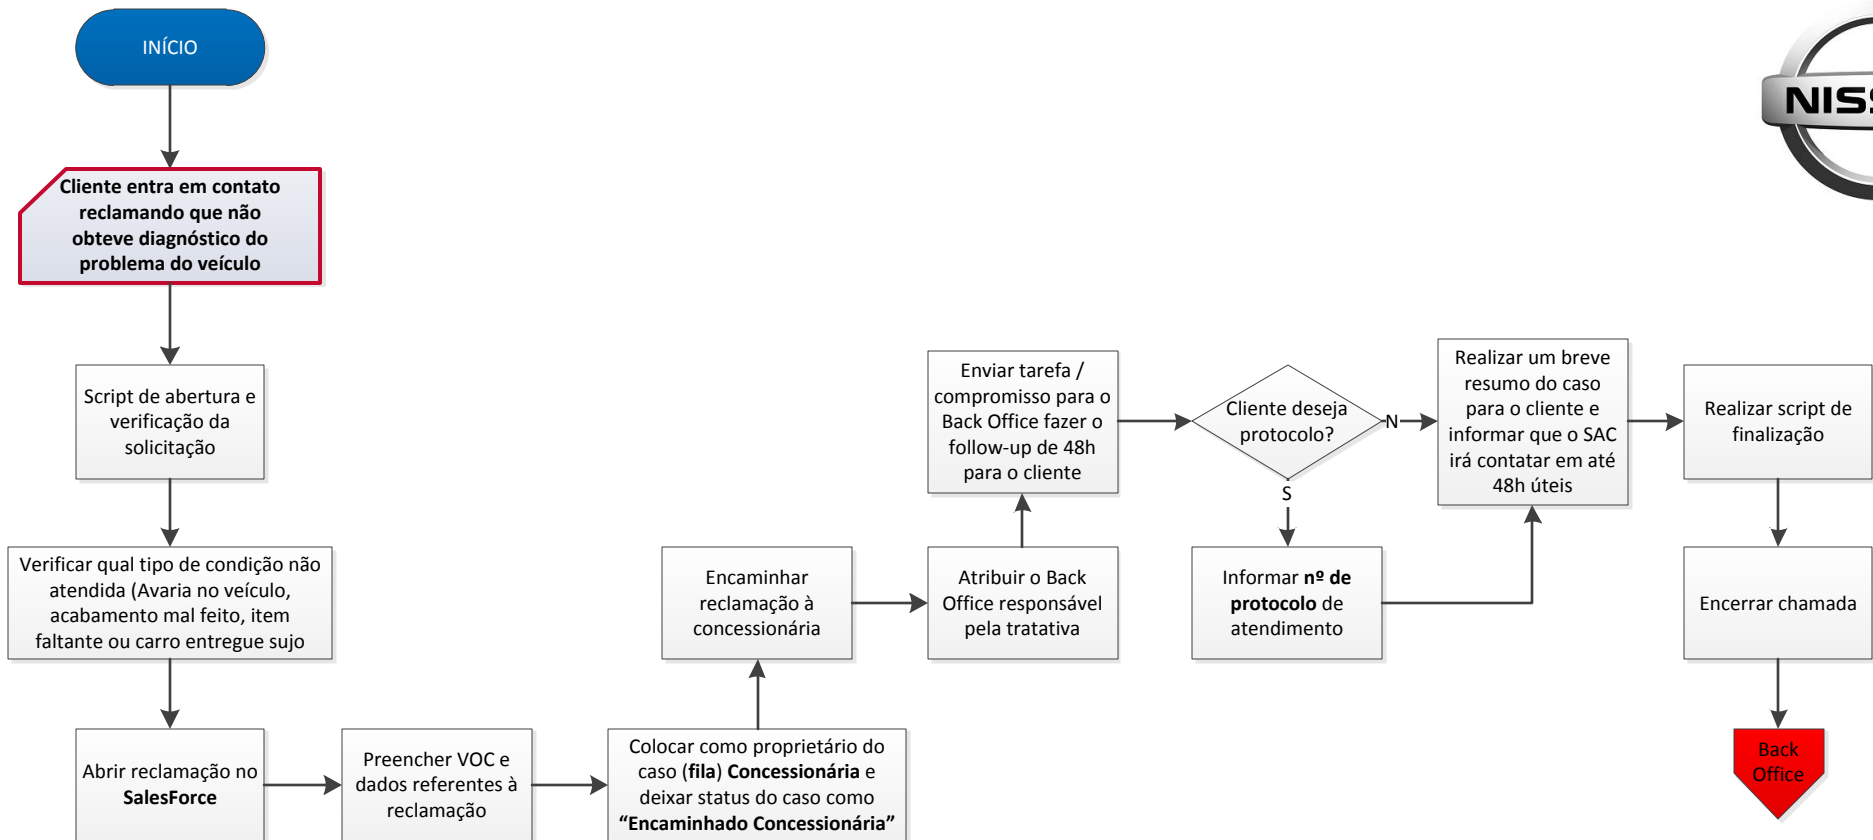 INÍCIO
Cliente entra em contato
reclamando que não
obteve diagnóstico do
problema do veículo
Script de abertura e
verificação da
solicitação
Verificar qual tipo de condição não
atendida (Avaria no veículo,
acabamento mal feito, item
faltante ou carro entregue sujo
Abrir reclamação no
SalesForce
Preencher VOC e
dados referentes à
reclamação
Colocar como proprietário do
caso (fila) Concessionária e
deixar status do caso como
“Encaminhado Concessionária”
Encaminhar
reclamação à
concessionária
Atribuir o Back
Office responsável
pela tratativa
Enviar tarefa /
compromisso para o
Back Office fazer o
follow-up de 48h
para o cliente
Cliente deseja
protocolo?
N
S
Informar nº de
protocolo de
atendimento
Realizar um breve
resumo do caso
para o cliente e
informar que o SAC
irá contatar em até
48h úteis
Realizar script de
finalização
Encerrar chamada
Back
Office
NISS